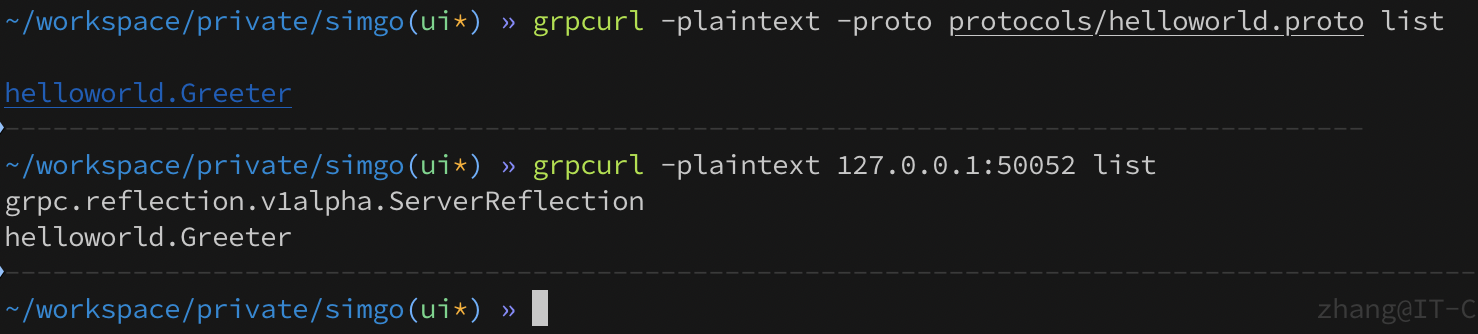 ~/workspace/private/simgo(ui*) » grpcurl -plaintext -proto protocols/helloworld.proto list
helloworld.Greeter
~/workspace/private/simgo(ui*) » grpcurl -plaintext 127.0.0.1:50052 list
grpc.reflection.v1alpha.ServerReflection
helloworld.Greeter
~/workspace/private/simgo(ui*) » zhang@IT-C